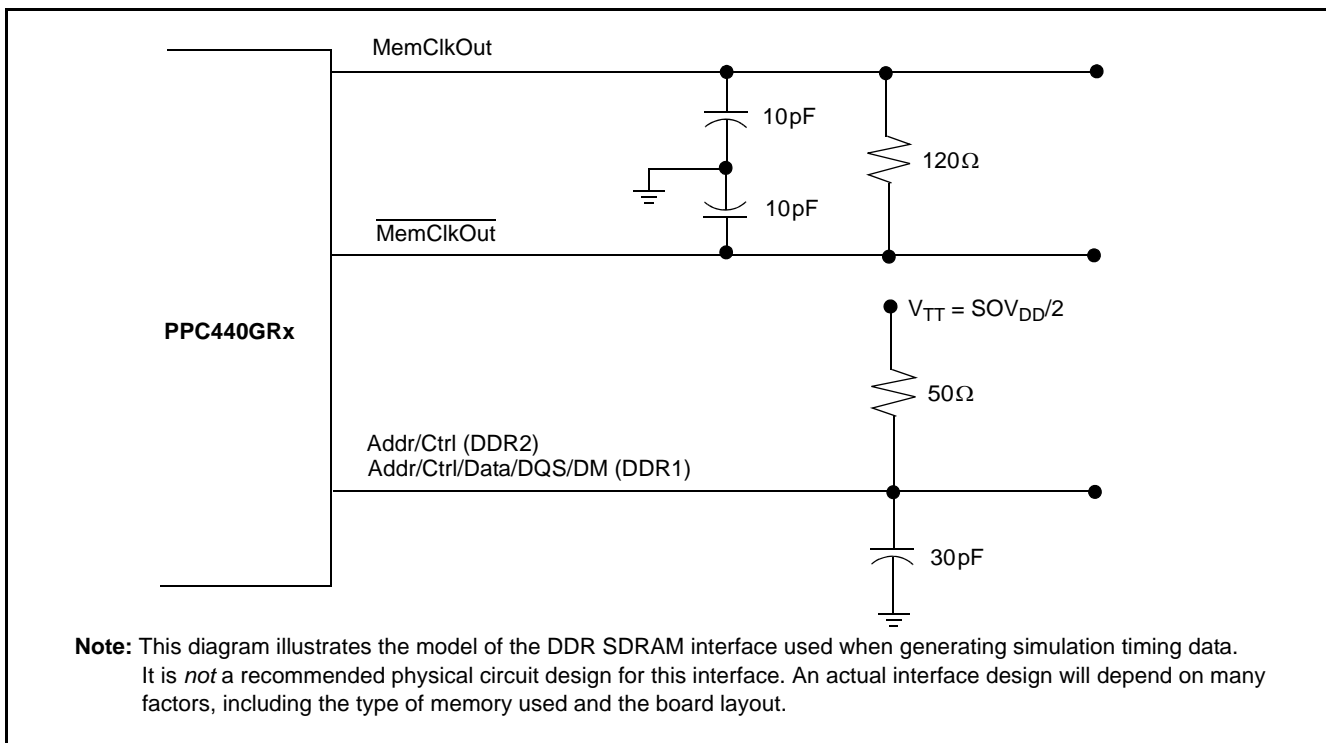 MemClkOut
10pF
120Ω
10pF
MemClkOut
V_TT = SOV_DD/2
PPC440GRx
50Ω
Addr/Ctrl (DDR2)
Addr/Ctrl/Data/DQS/DM (DDR1)
30pF
Note: This diagram illustrates the model of the DDR SDRAM interface used when generating simulation timing data.
It is not a recommended physical circuit design for this interface. An actual interface design will depend on many
factors, including the type of memory used and the board layout.